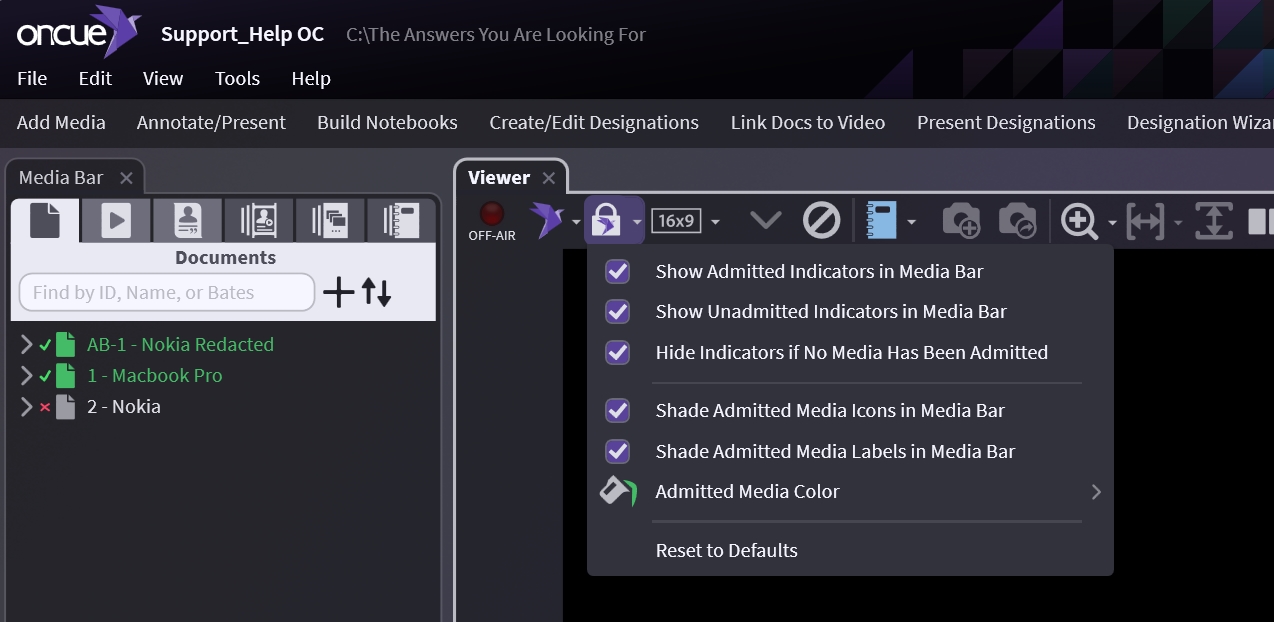 oncue Support_Help OC C:\The Answers You Are Looking For
File Edit View Tools Help
Add Media Annotate/Present Build Notebooks Create/Edit Designations Link Docs to Video Present Designations Designation Wizar
Media Bar
Viewer
OFF-AIR
16x9
Documents
Find by ID, Name, or Bates
AB-1 - Nokia Redacted
1 - Macbook Pro
2 - Nokia
Show Admitted Indicators in Media Bar
Show Unadmitted Indicators in Media Bar
Hide Indicators if No Media Has Been Admitted
Shade Admitted Media Icons in Media Bar
Shade Admitted Media Labels in Media Bar
Admitted Media Color
Reset to Defaults